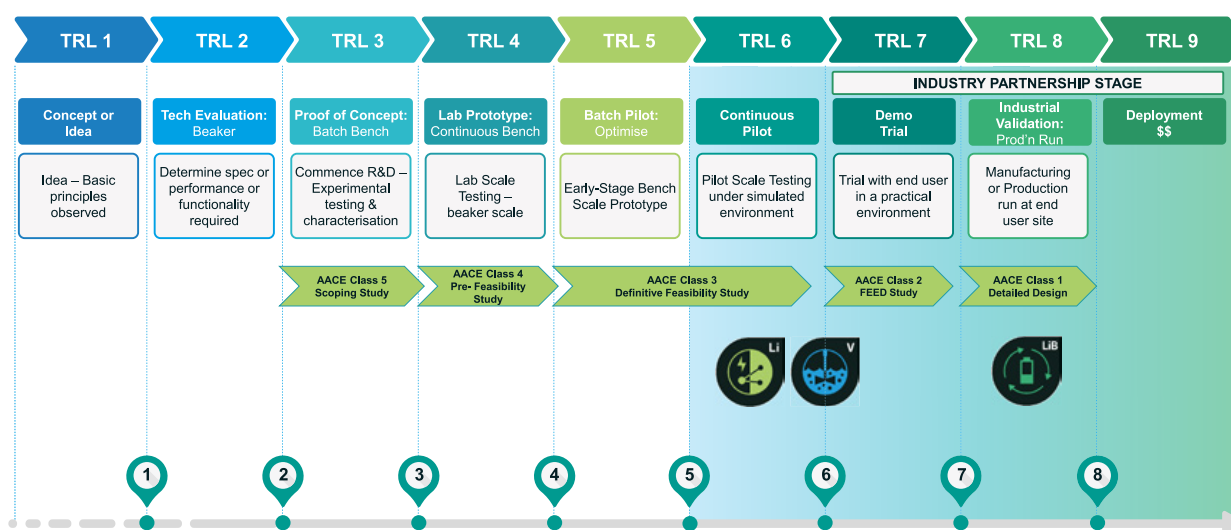 TRL 1
TRL 2
TRL 3
TRL 4
TRL 5
TRL 6
TRL 7
TRL 8
TRL 9
INDUSTRY PARTNERSHIP STAGE
Concept or
Idea
Tech Evaluation:
Beaker
Proof of Concept:
Batch Bench
Lab Prototype:
Continuous Bench
Batch Pilot:
Optimise
Continuous
Pilot
Demo
Trial
Industrial
Validation:
Prod'n Run
Deployment
$$
Idea – Basic
principles
observed
Determine spec or
performance or
functionality
required
Commence R&D –
Experimental
testing &
characterisation
Lab Scale
Testing –
beaker scale
Early-Stage Bench
Scale Prototype
Pilot Scale Testing
under simulated
environment
Trial with end user
in a practical
environment
Manufacturing
or Production
run at end
user site
AACE Class 5
Scoping Study
AACE Class 4
Pre- Feasibility
Study
AACE Class 3
Definitive Feasibility Study
AACE Class 2
FEED Study
AACE Class 1
Detailed Design
Li
V
LiB
1
2
3
4
5
6
7
8